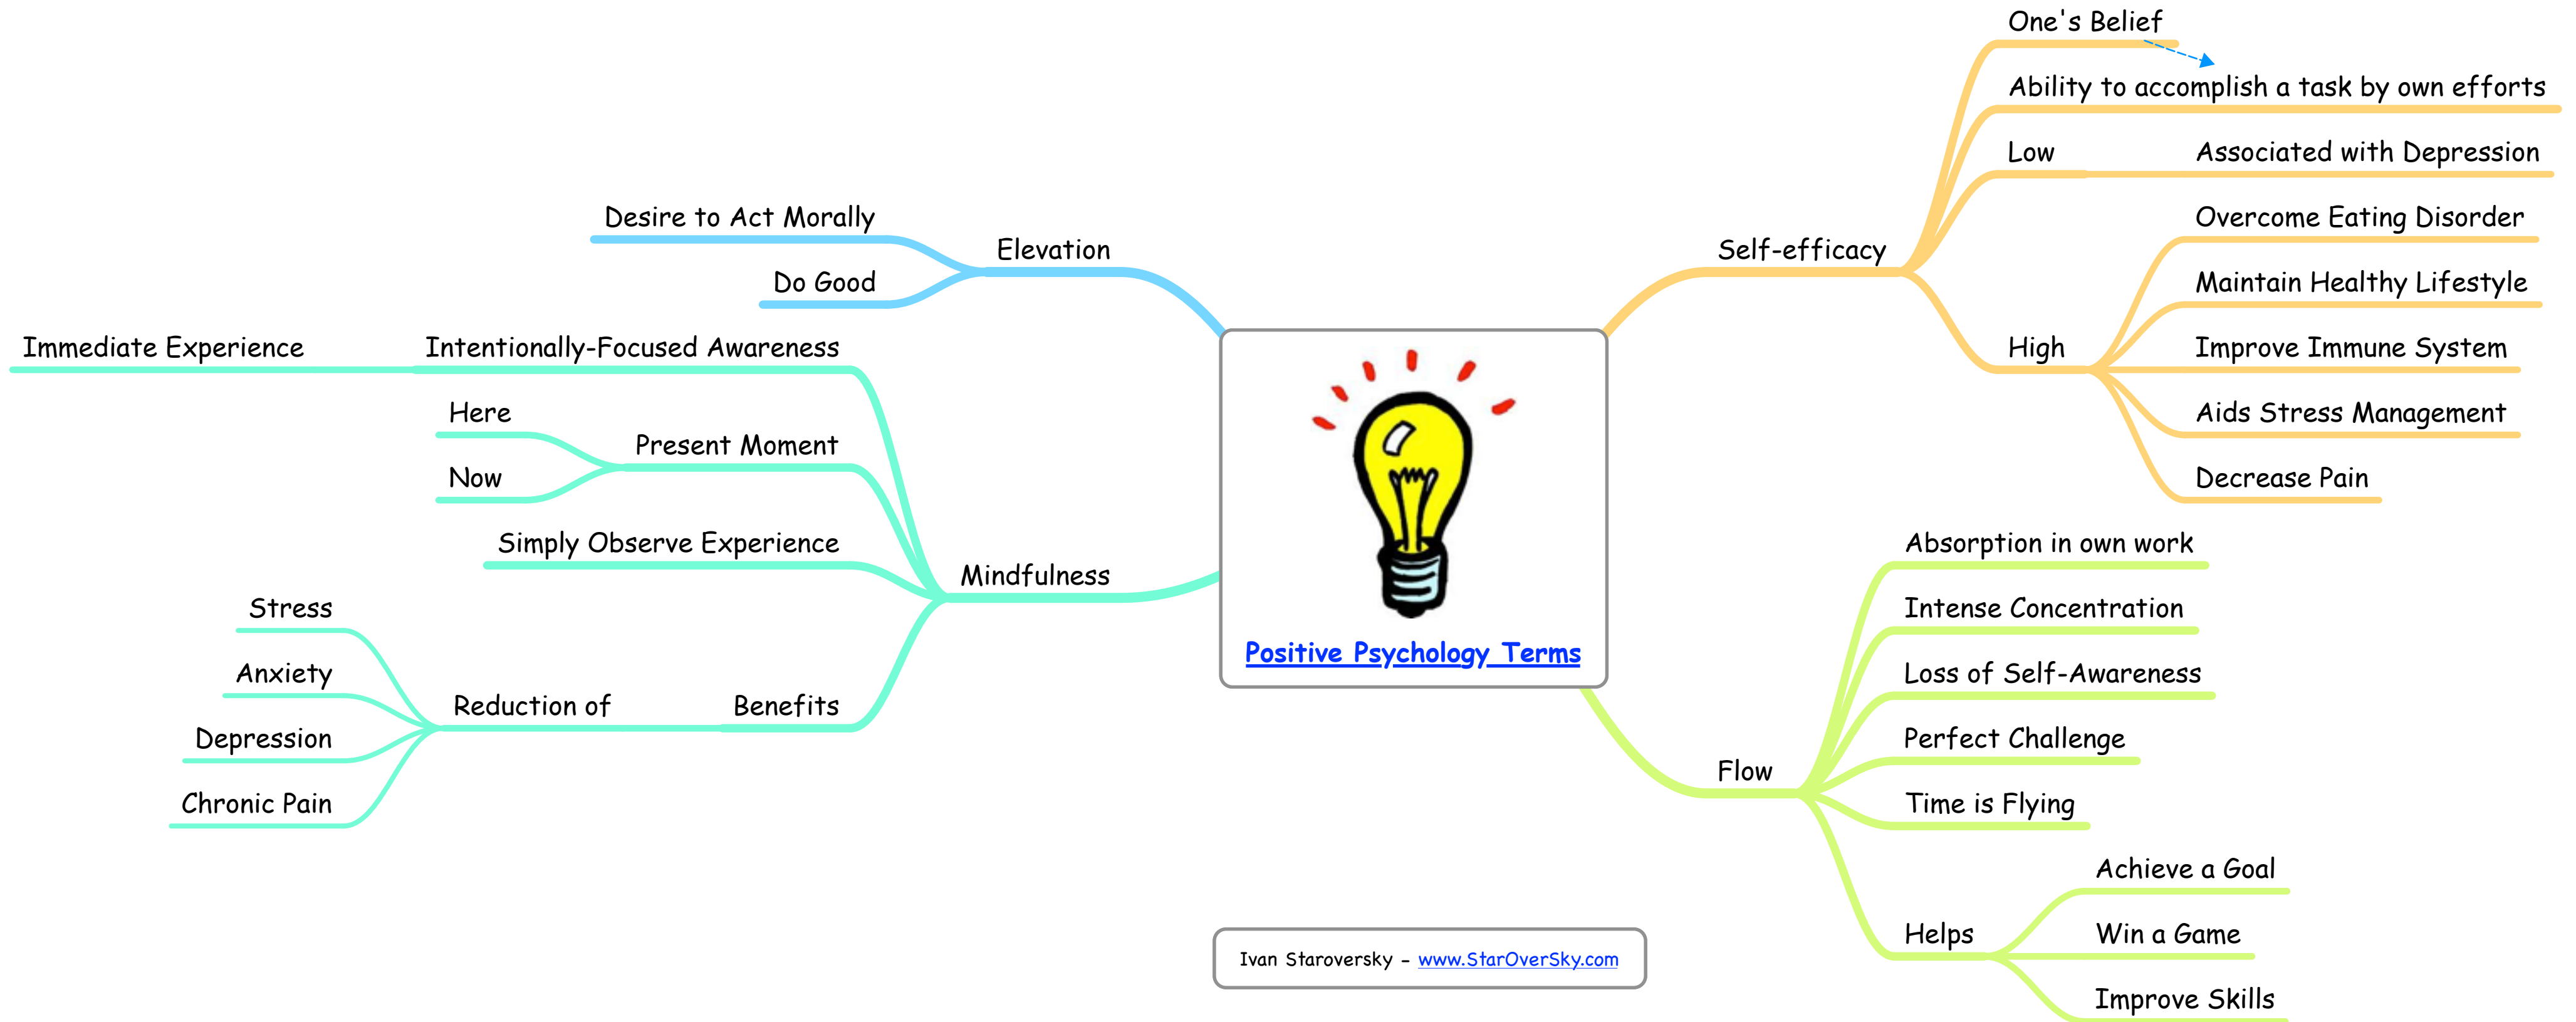 Positive Psychology Terms
Self-efficacy
One's Belief
Ability to accomplish a task by own efforts
Low
Associated with Depression
High
Overcome Eating Disorder
Maintain Healthy Lifestyle
Improve Immune System
Aids Stress Management
Decrease Pain
Flow
Absorption in own work
Intense Concentration
Loss of Self-Awareness
Perfect Challenge
Time is Flying
Helps
Achieve a Goal
Win a Game
Improve Skills
Elevation
Desire to Act Morally
Do Good
Mindfulness
Intentionally-Focused Awareness
Immediate Experience
Present Moment
Here
Now
Simply Observe Experience
Benefits
Reduction of
Stress
Anxiety
Depression
Chronic Pain
Ivan Staroversky - www.StarOverSky.com